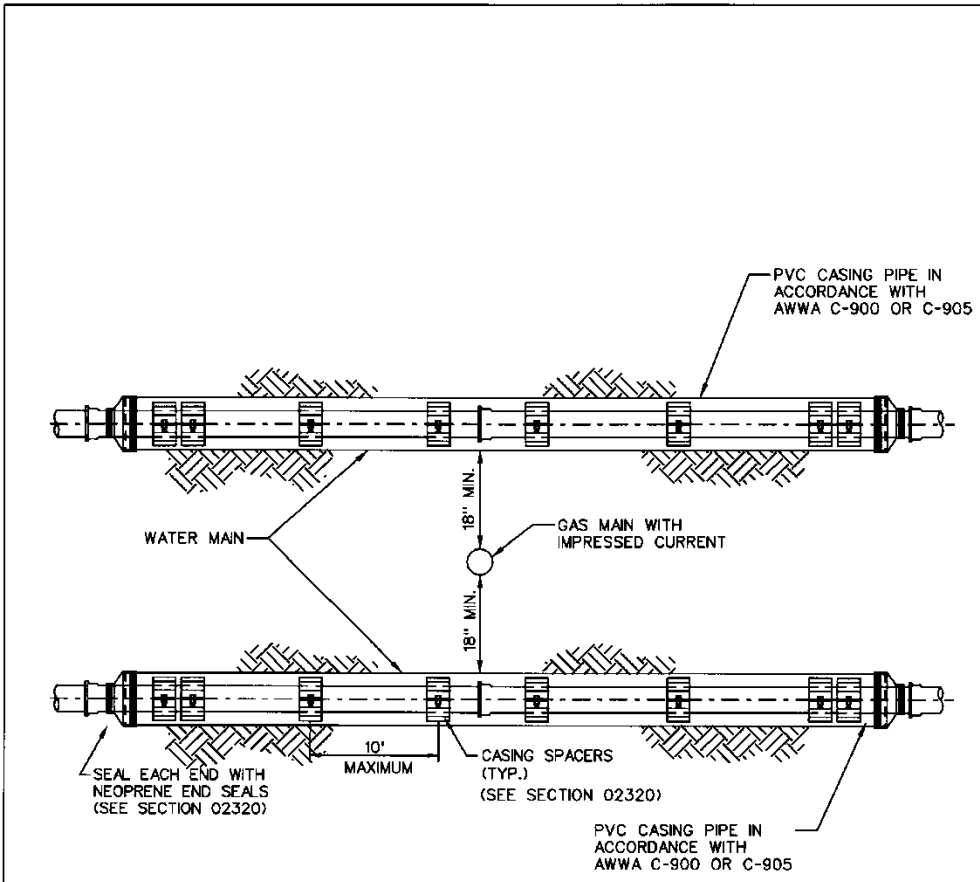 PVC CASING PIPE IN
ACCORDANCE WITH
AWWA C-900 OR C-905
18" MIN.
WATER MAIN
GAS MAIN WITH
IMPRESSED CURRENT
18" MIN.
10'
MAXIMUM
CASING SPACERS
(TYP.)
(SEE SECTION 02320)
SEAL EACH END WITH
NEOPRENE END SEALS
(SEE SECTION 02320)
PVC CASING PIPE IN
ACCORDANCE WITH
AWWA C-900 OR C-905